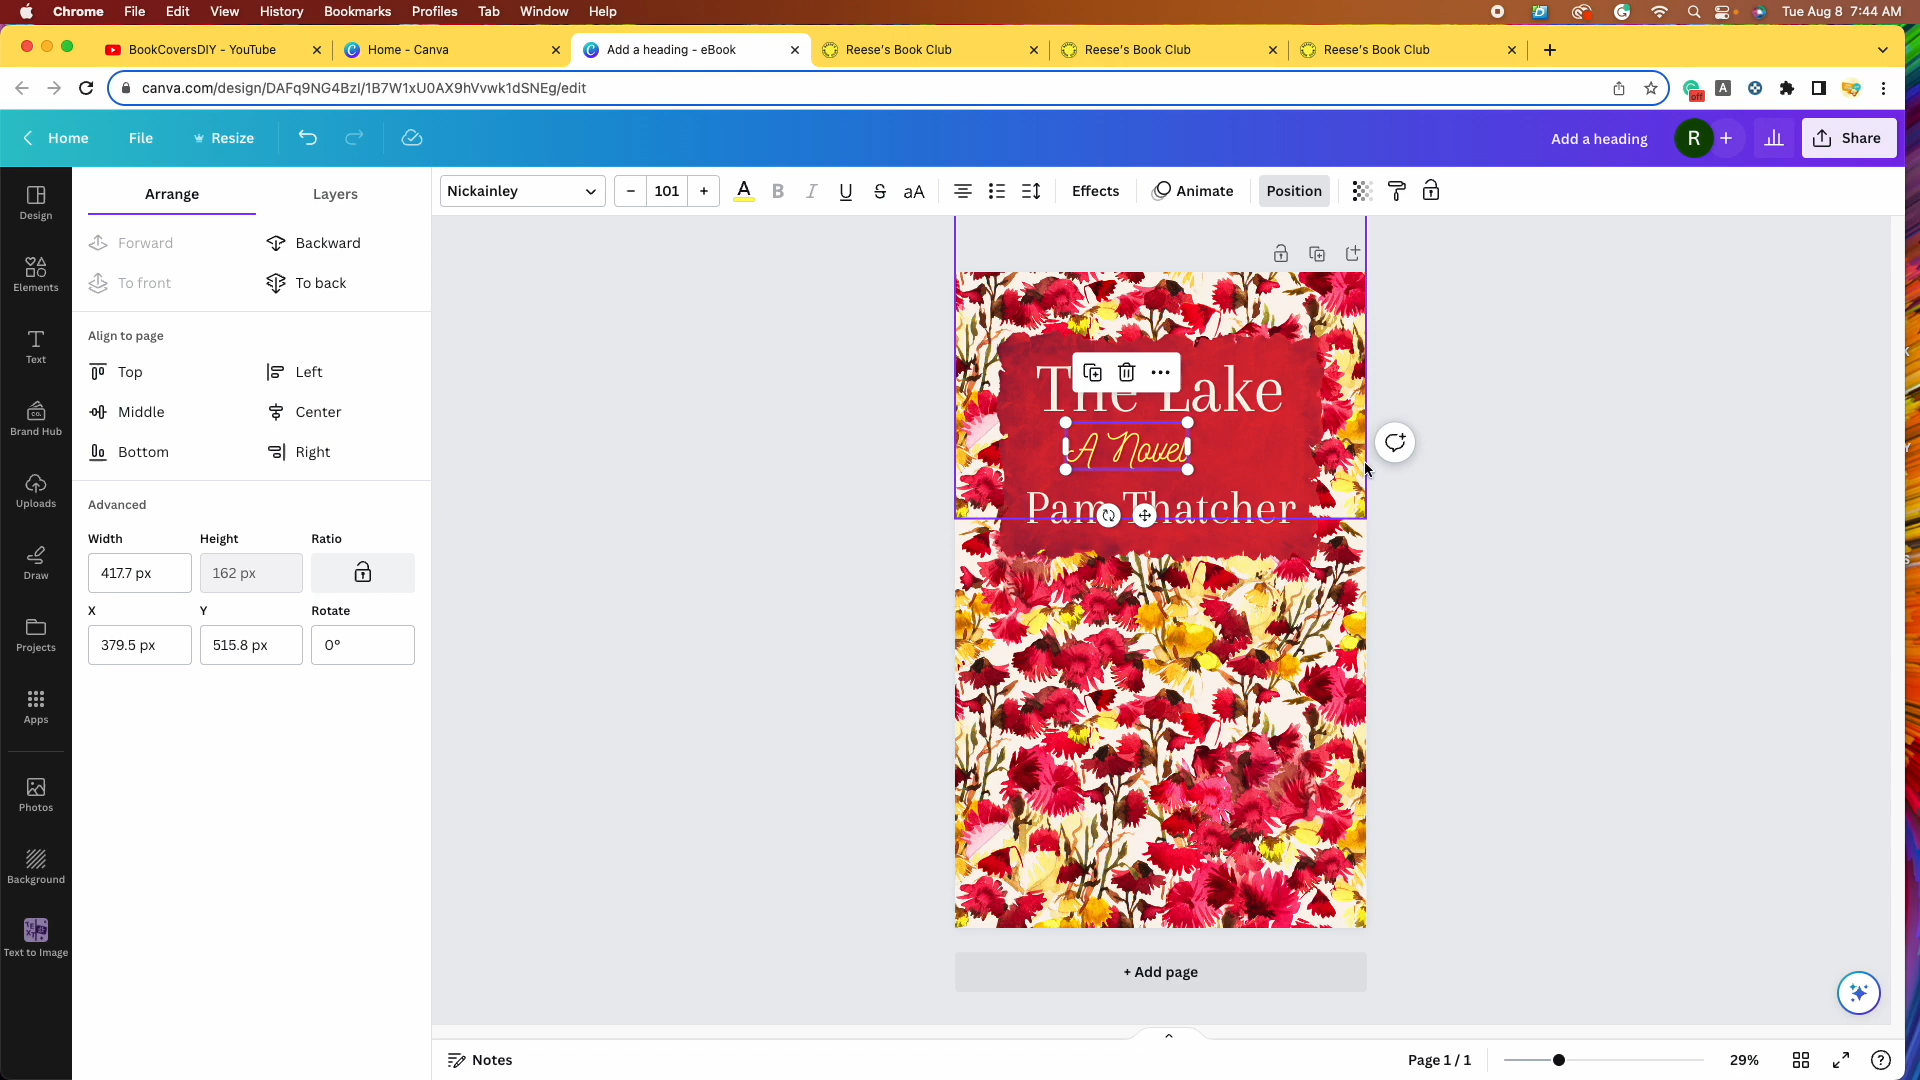 Chrome File Edit View History Bookmarks Profiles Tab Window Help
Tue Aug 8 7:44 AM
BookCoversDIY - YouTube
Home - Canva
Add a heading - eBook
Reese's Book Club
Reese's Book Club
Reese's Book Club
canva.com/design/DAFq9NG4BzI/1B7W1xU0AX9hVvwk1dSNEg/edit
off
A
Home File Resize
Add a heading
R
Share
Arrange
Layers
Nickainley
101
A B I U S aA
Effects
Animate
Position
Forward
Backward
To front
To back
Align to page
Top
Left
Middle
Center
Bottom
Right
Advanced
Width Height Ratio
417.7 px 162 px
X Y Rotate
379.5 px 515.8 px 0°
Design
Elements
Text
Brand Hub
Uploads
Draw
Projects
Apps
Photos
Background
Text to Image
The Lake
A Novel
Pam Thatcher
+ Add page
Notes
Page 1 / 1
29%